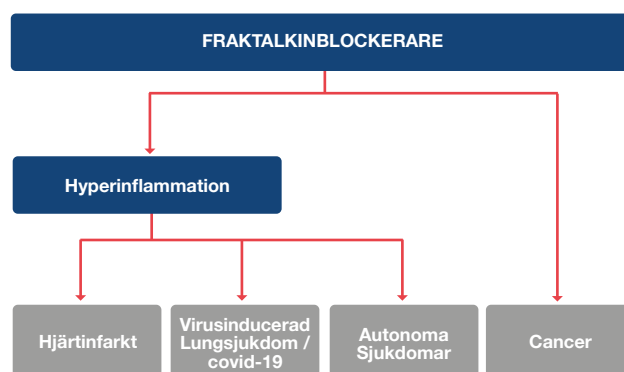 FRAKTALKINBLOCKERARE
Hyperinflammation
Hjärtinfarkt
Virusinducerad
Lungsjukdom /
covid-19
Autonoma
Sjukdomar
Cancer